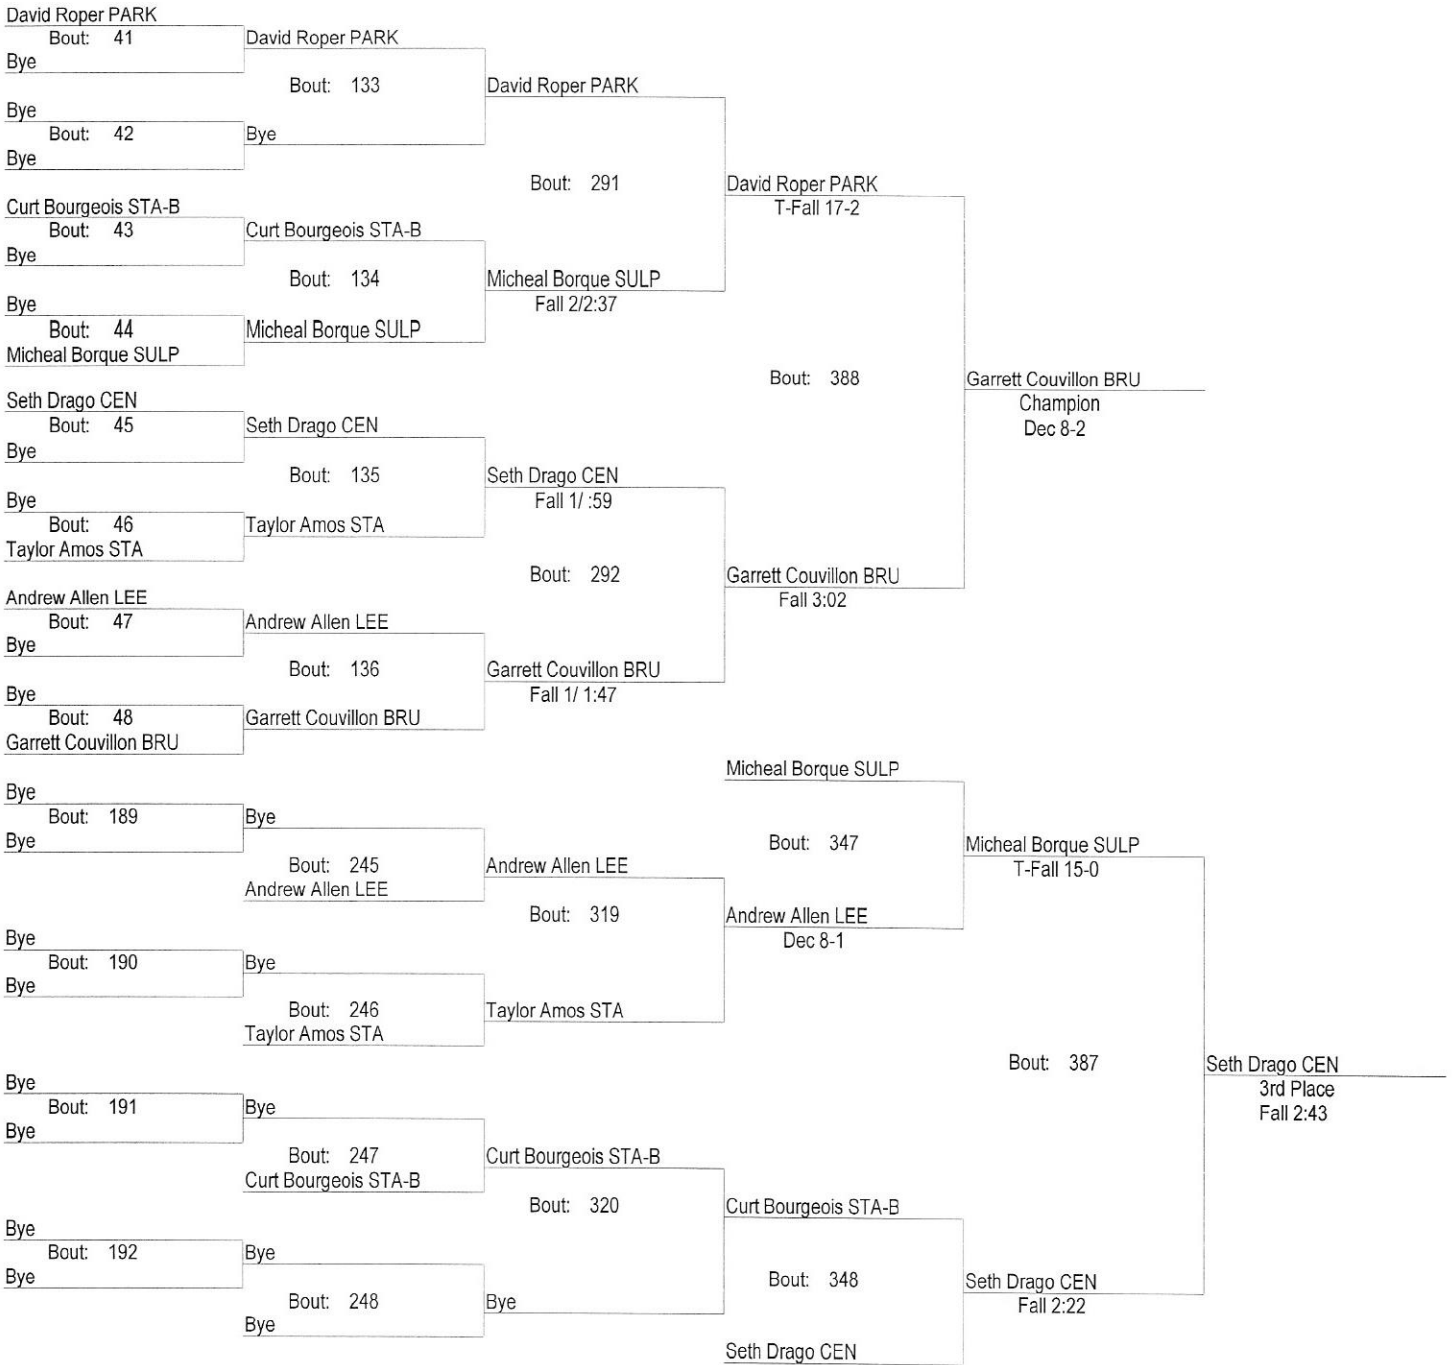 David Roper PARK
Bout: 41
David Roper PARK
Bye
Bout: 133
David Roper PARK
Bye
Bout: 42
Bye
Bye
Bout: 291
David Roper PARK
T-Fall 17-2
Curt Bourgeois STA-B
Bout: 43
Curt Bourgeois STA-B
Bye
Bout: 134
Micheal Borque SULP
Fall 2/2:37
Bye
Bout: 44
Micheal Borque SULP
Micheal Borque SULP
Bout: 388
Garrett Couvillon BRU
Champion
Dec 8-2
Seth Drago CEN
Bout: 45
Seth Drago CEN
Bye
Bout: 135
Seth Drago CEN
Fall 1/ :59
Bye
Bout: 46
Taylor Amos STA
Taylor Amos STA
Bout: 292
Garrett Couvillon BRU
Fall 3:02
Andrew Allen LEE
Bout: 47
Andrew Allen LEE
Bye
Bout: 136
Garrett Couvillon BRU
Fall 1/ 1:47
Bye
Bout: 48
Garrett Couvillon BRU
Garrett Couvillon BRU
Micheal Borque SULP
Bye
Bout: 189
Bye
Bye
Bout: 347
Micheal Borque SULP
T-Fall 15-0
Bout: 245
Andrew Allen LEE
Andrew Allen LEE
Bout: 319
Andrew Allen LEE
Dec 8-1
Bye
Bout: 190
Bye
Bye
Bout: 246
Taylor Amos STA
Taylor Amos STA
Bout: 387
Seth Drago CEN
3rd Place
Fall 2:43
Bye
Bout: 191
Bye
Bye
Bout: 247
Curt Bourgeois STA-B
Curt Bourgeois STA-B
Bout: 320
Curt Bourgeois STA-B
Bye
Bout: 192
Bye
Bye
Bout: 348
Seth Drago CEN
Fall 2:22
Bout: 248
Bye
Bye
Seth Drago CEN